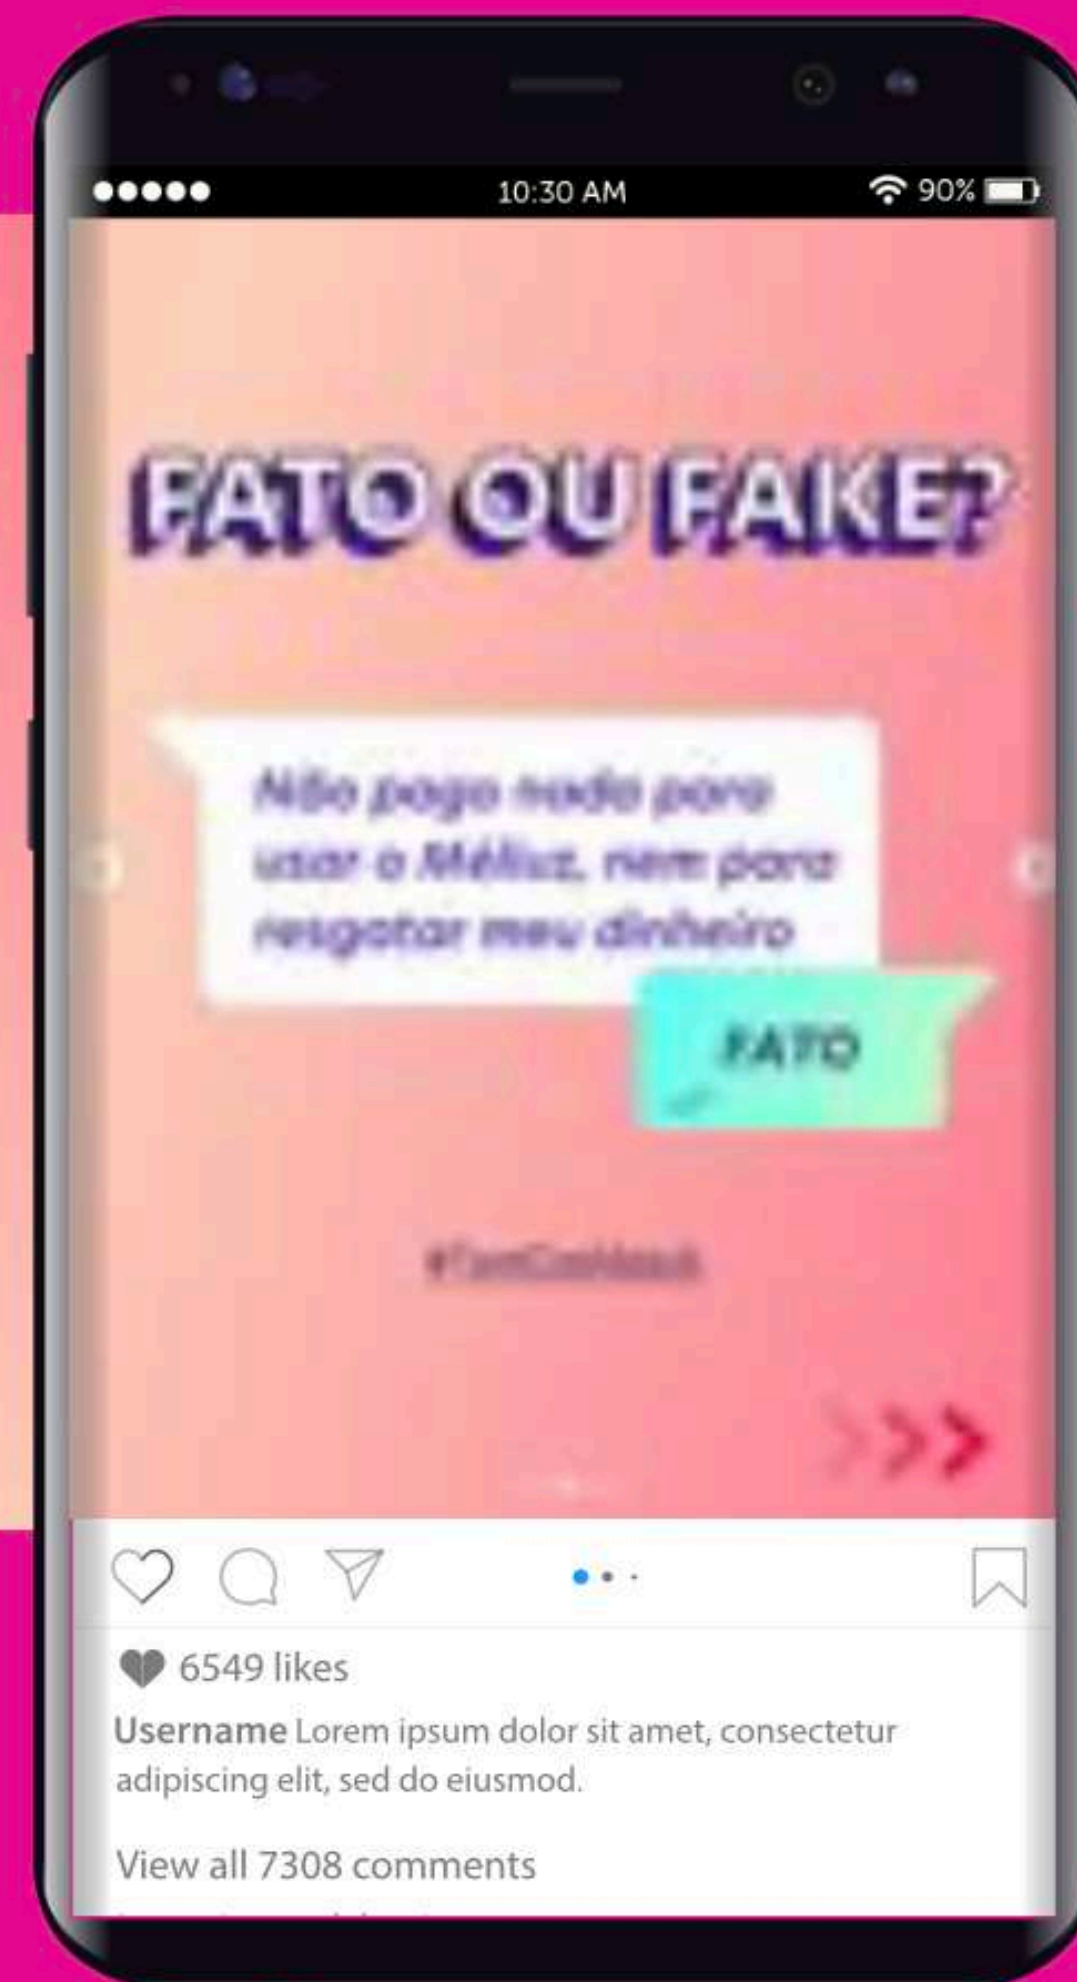 10:30 AM
90%
FATO OU FAKE?
Não pago nada para
usar o Méliuz, nem para
resgatar meu dinheiro
FATO
6549 likes
Username Lorem ipsum dolor sit amet, consectetur
adipiscing elit, sed do eiusmod.
View all 7308 comments